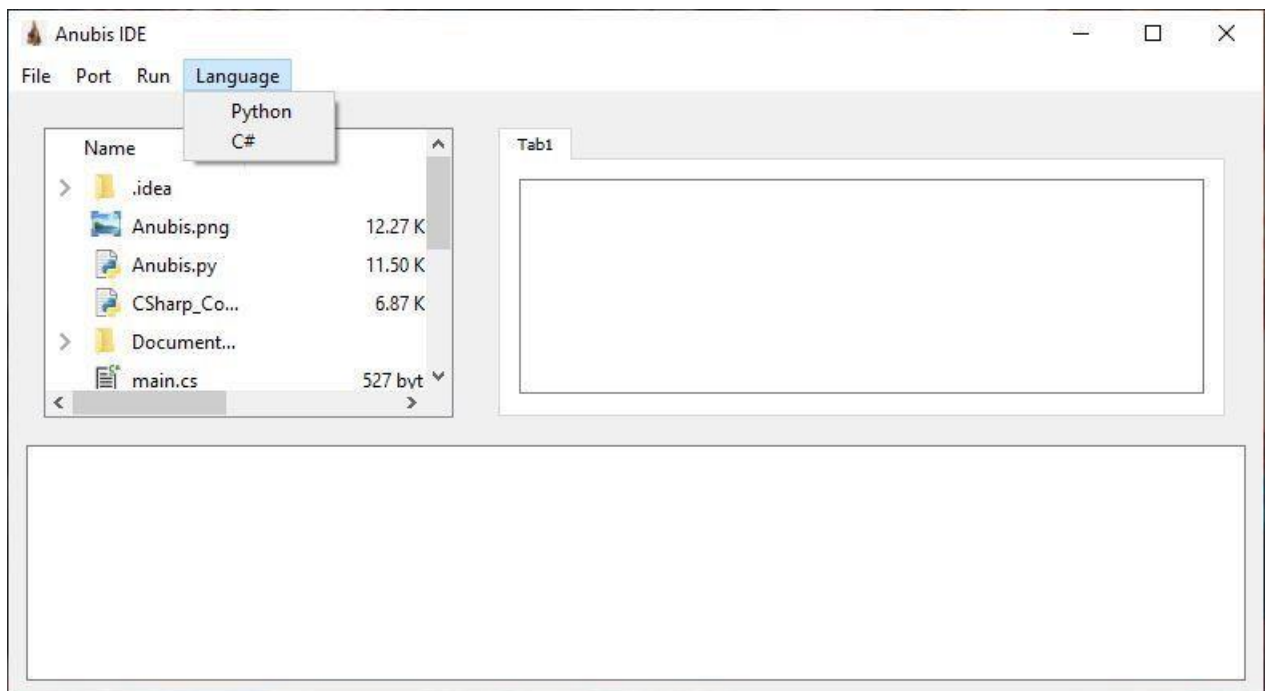 Anubis IDE
File Port Run Language
Python
C#
Name
Tab1
.idea
Anubis.png 12.27 K
Anubis.py 11.50 K
CSharp_Co... 6.87 K
Document...
main.cs 527 byt